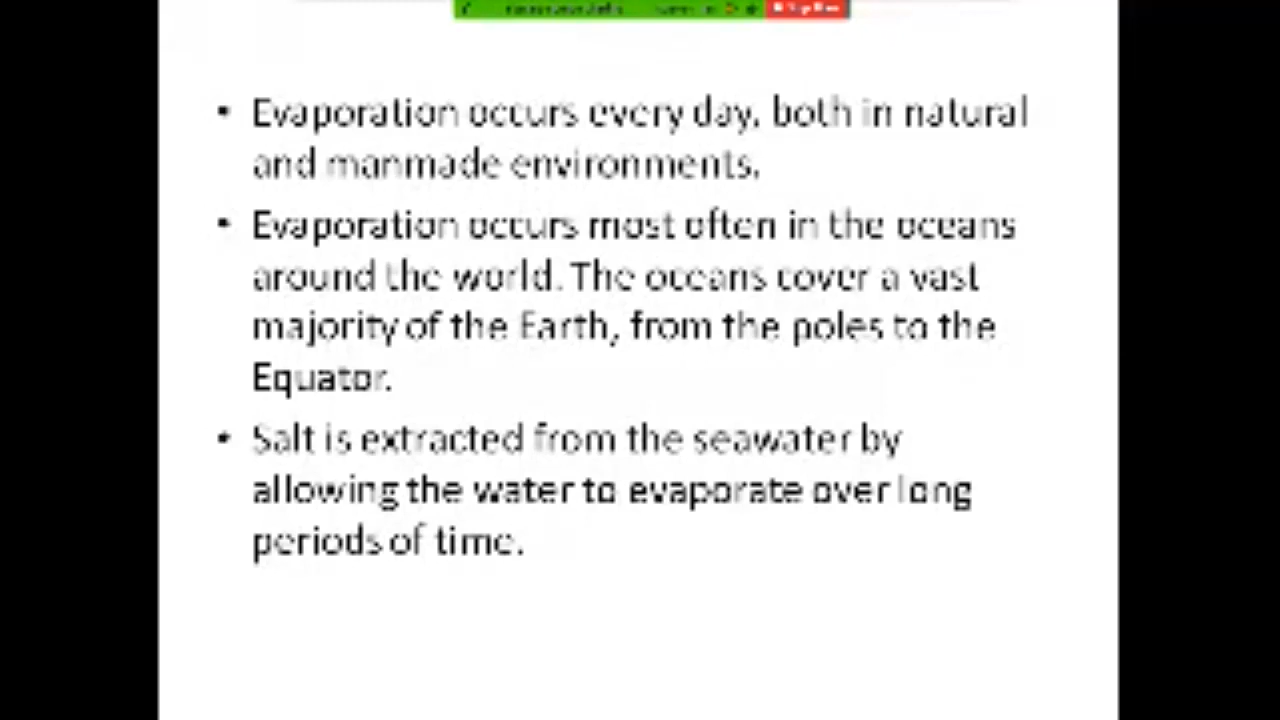 • Evaporation occurs every day, both in natural
and manmade environments.
• Evaporation occurs most often in the oceans
around the world. The oceans cover a vast
majority of the Earth, from the poles to the
Equator.
• Salt is extracted from the seawater by
allowing the water to evaporate over long
periods of time.